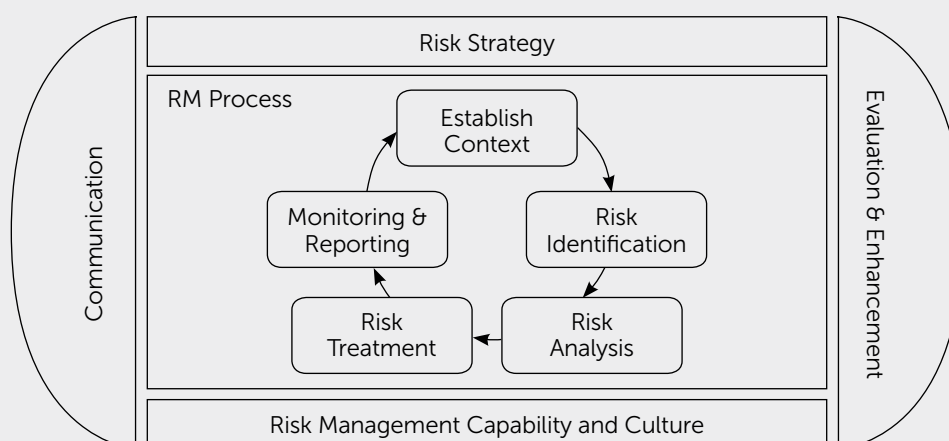 Risk Strategy
RM Process
Establish
Context
Risk
Identification
Risk
Analysis
Risk
Treatment
Monitoring &
Reporting
Communication
Evaluation & Enhancement
Risk Management Capability and Culture